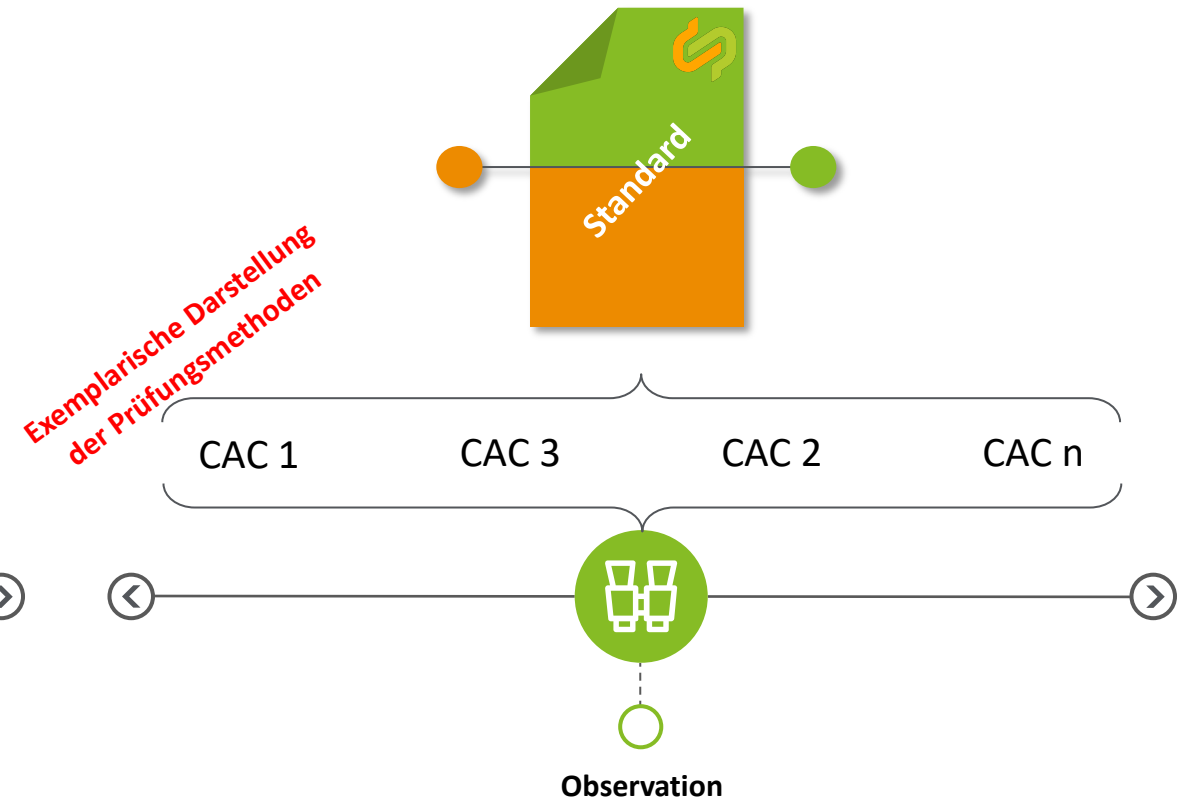 Standard
Exemplarische Darstellung
der Prüfungsmethoden
CAC 1 CAC 3 CAC 2 CAC n
Observation